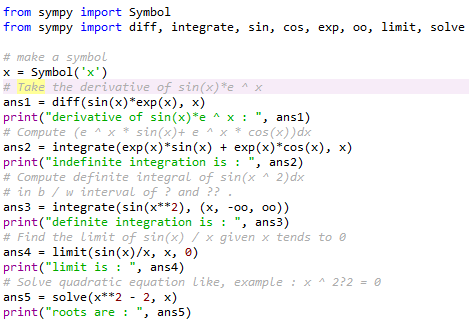 from sympy import Symbol
from sympy import diff, integrate, sin, cos, exp, oo, limit, solve
# make a symbol
x = Symbol('x')
# Take the derivative of sin(x)*e ^ x
ans1 = diff(sin(x)*exp(x), x)
print("derivative of sin(x)*e ^ x : ", ans1)
# Compute (e ^ x * sin(x)+ e ^ x * cos(x))dx
ans2 = integrate(exp(x)*sin(x) + exp(x)*cos(x), x)
print("indefinite integration is : ", ans2)
# Compute definite integral of sin(x ^ 2)dx
# in b / w interval of ? and ?? .
ans3 = integrate(sin(x**2), (x, -oo, oo))
print("definite integration is : ", ans3)
# Find the limit of sin(x) / x given x tends to 0
ans4 = limit(sin(x)/x, x, 0)
print("limit is : ", ans4)
# Solve quadratic equation like, example : x ^ 2?2 = 0
ans5 = solve(x**2 - 2, x)
print("roots are : ", ans5)